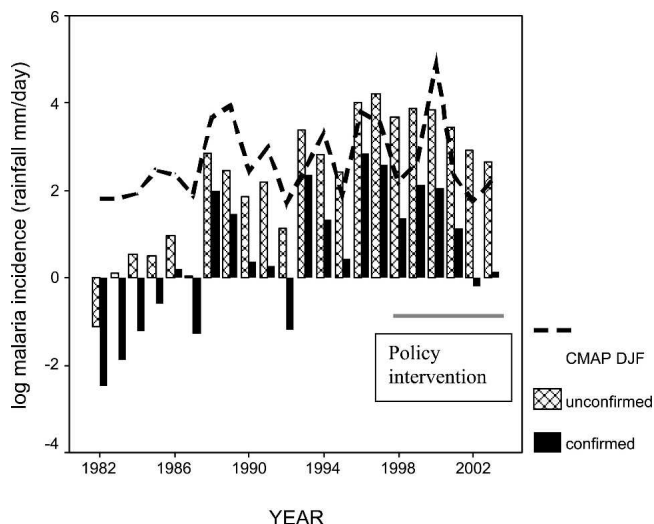 6
4
2
0
-2
-4
log malaria incidence (rainfall mm/day)
1982
1986
1990
1994
1998
2002
YEAR
Policy
intervention
CMAP DJF
unconfirmed
confirmed